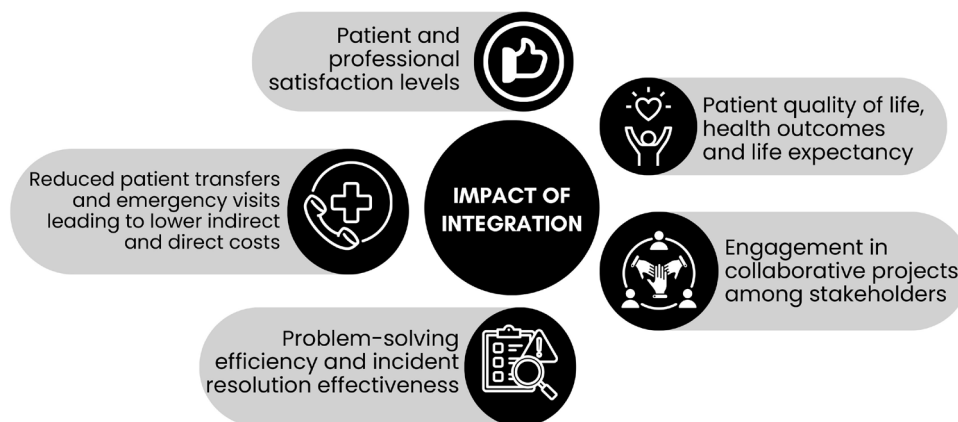 Patient and
professional
satisfaction levels
Patient quality of life,
health outcomes
and life expectancy
Reduced patient transfers
and emergency visits
leading to lower indirect
and direct costs
IMPACT OF
INTEGRATION
Engagement in
collaborative projects
among stakeholders
Problem-solving
efficiency and incident
resolution effectiveness